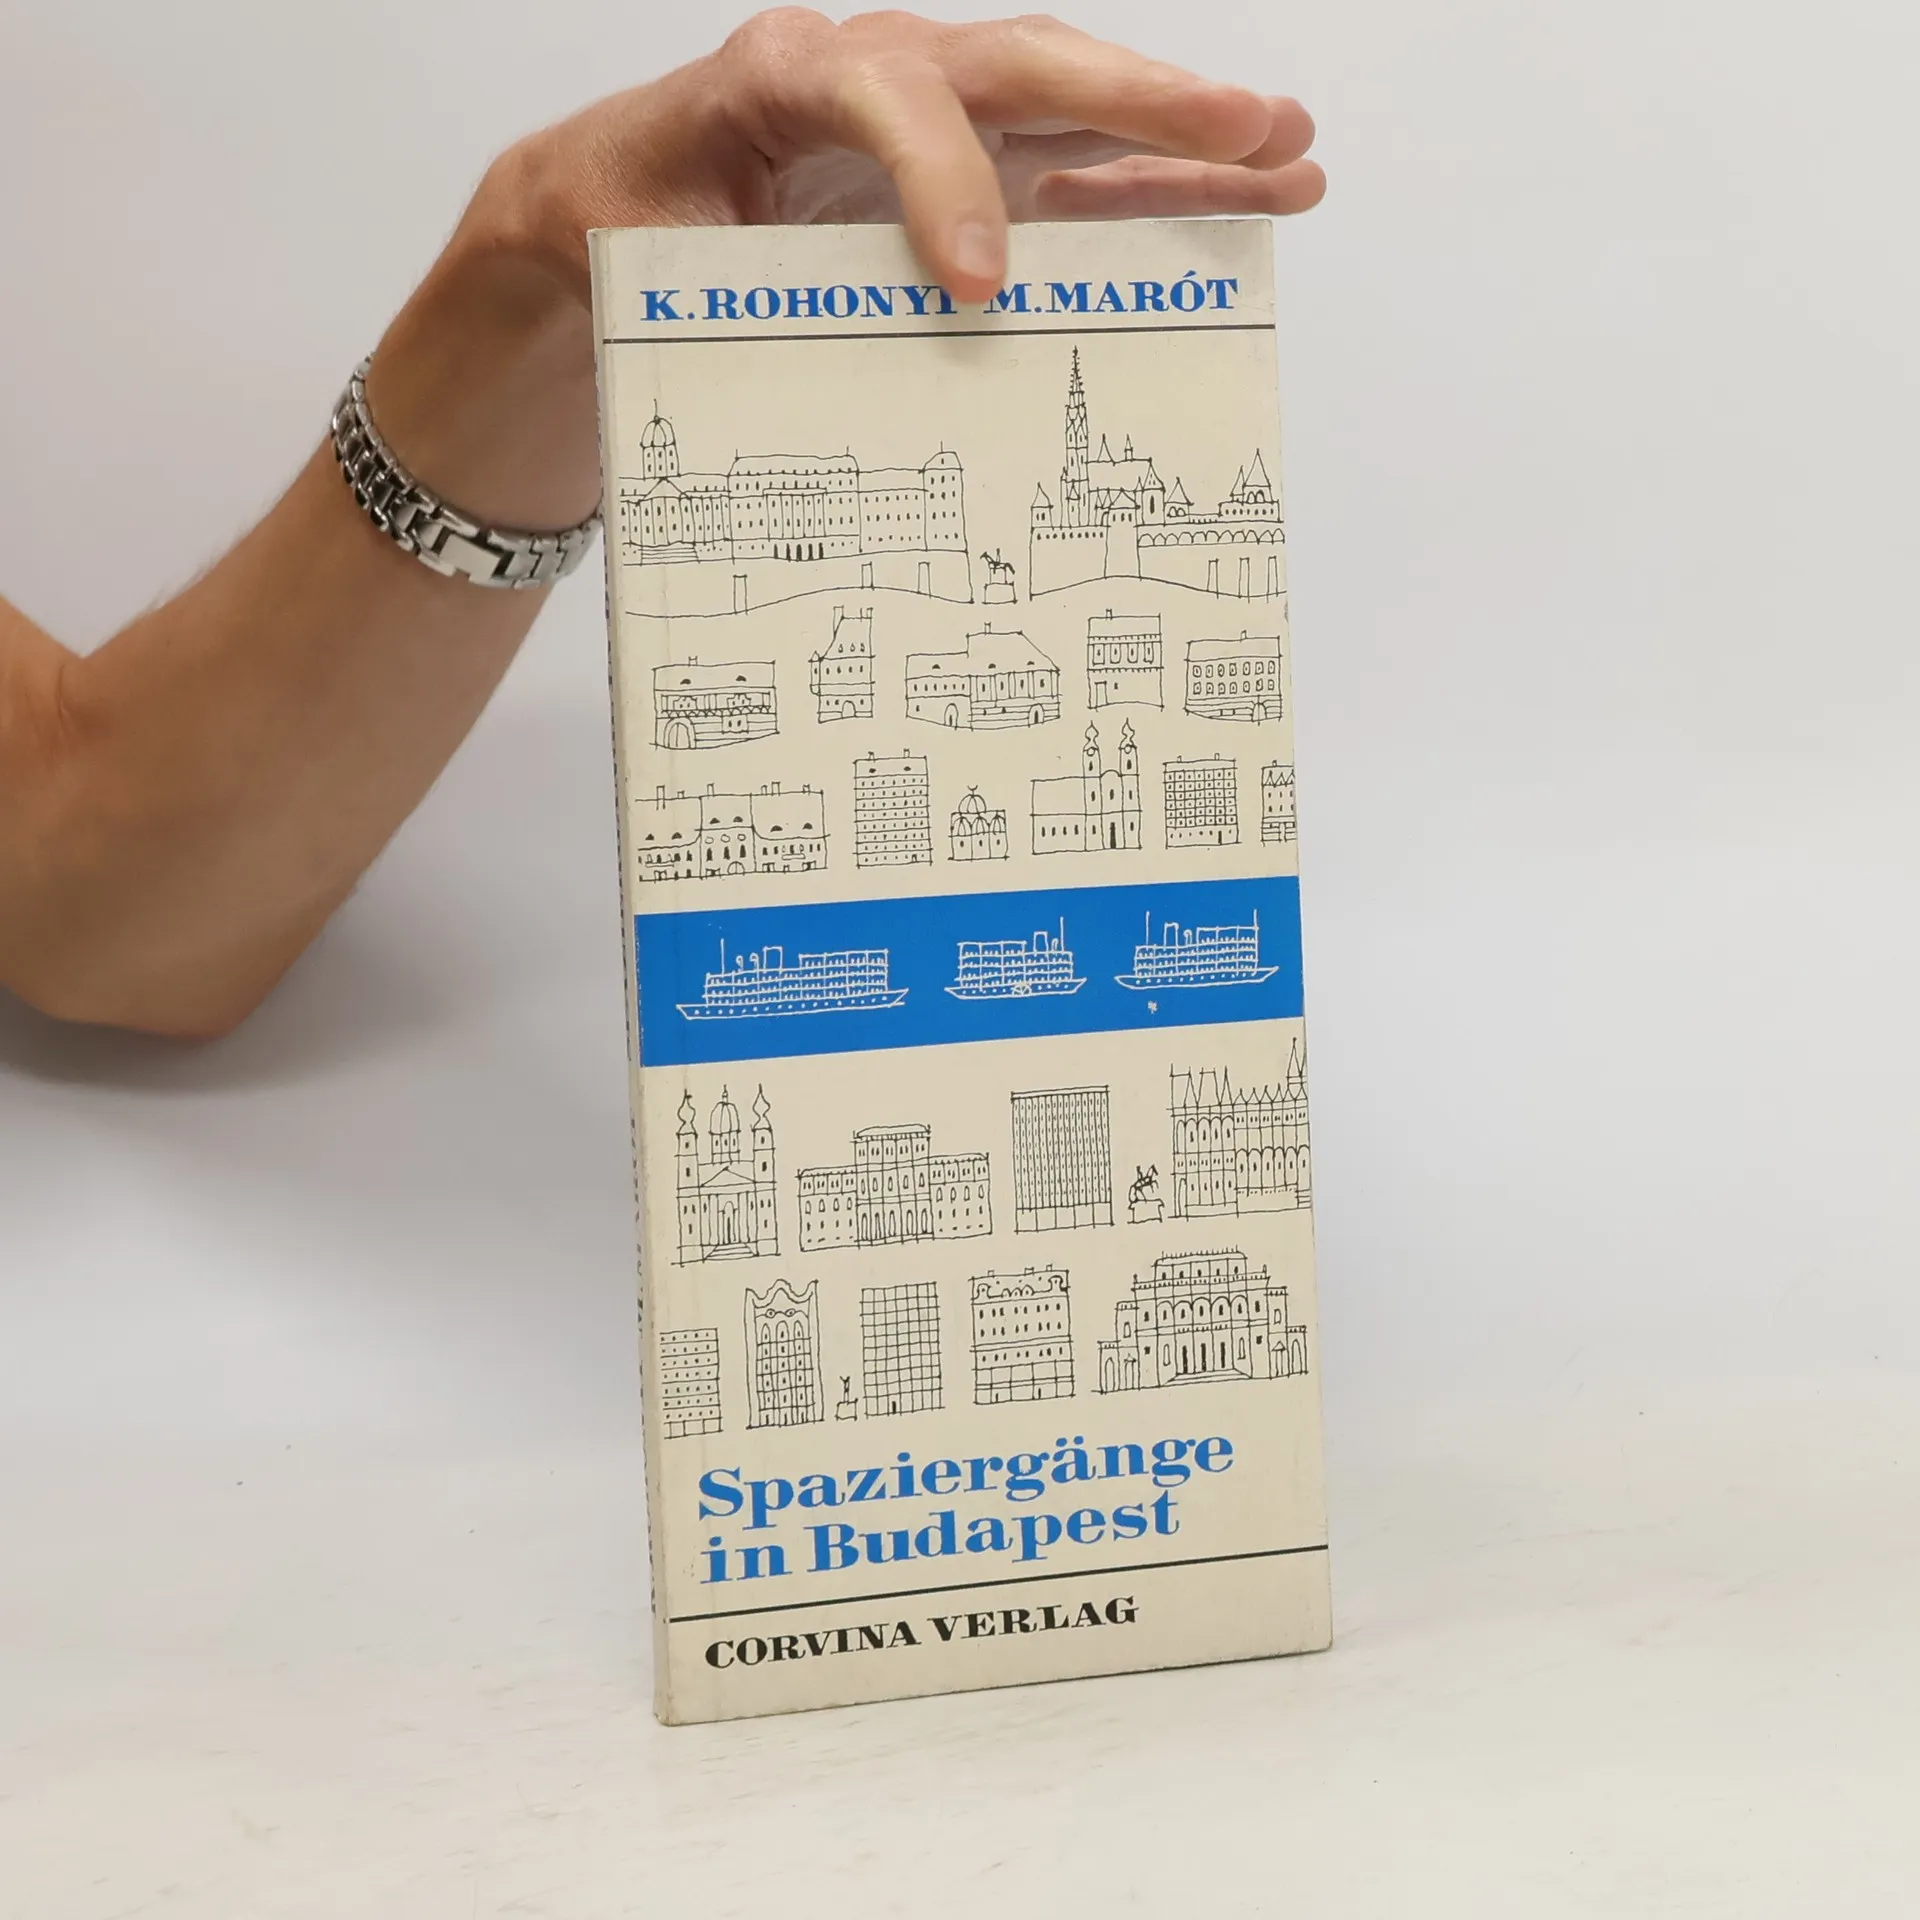 K. ROHONYI M. MARÓT
Spaziergänge
in Budapest
CORVINA VERLAG